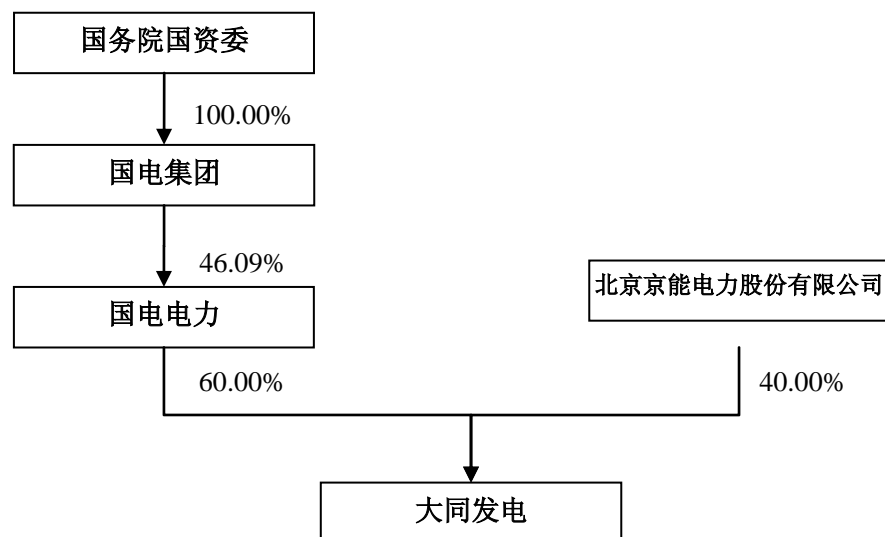 国务院国资委
100.00%
国电集团
46.09%
北京京能电力股份有限公司
国电电力
60.00%
40.00%
大同发电